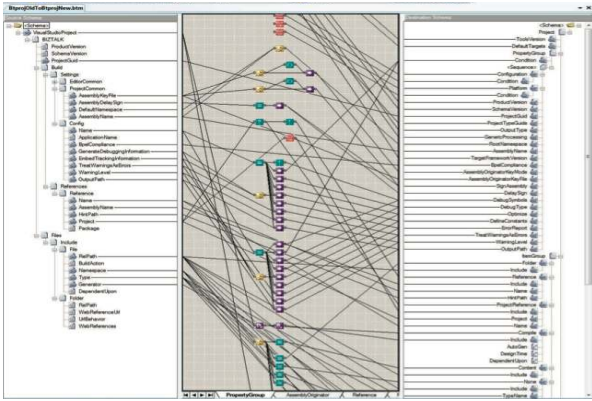 BtprojOldToBtprojNew.btm
Source Schema
<Schema>
VisualStudioProject
BIZTALK
ProductVersion
SchemaVersion
ProjectGuid
Build
Settings
EditorCommon
ProjectCommon
AssemblyKeyFile
AssemblyDelaySign
DefaultNamespace
AssemblyName
Config
Name
ApplicationName
BpelCompliance
GenerateDebuggingInformation
EmbedTrackingInformation
TreatWarningsAsErrors
WarningLevel
OutputPath
References
Reference
Name
AssemblyName
HintPath
Project
Package
Files
Include
File
RelPath
BuildAction
Namespace
Type
Generator
DependentUpon
Folder
RelPath
WebReferenceUrl
UrlBehavior
WebReferences
PropertyGroup
AssemblyOriginator
Reference
Destination Schema
<Schema>
Project
ToolsVersion
DefaultTargets
PropertyGroup
Condition
<Sequence>
Configuration
Condition
Platform
Condition
ProductVersion
SchemaVersion
ProjectGuid
ProjectTypeGuids
OutputType
GenericProcessing
RootNamespace
AssemblyName
TargetFrameworkVersion
BpelCompliance
AssemblyOriginatorKeyMode
AssemblyOriginatorKeyFile
SignAssembly
DelaySign
DebugSymbols
DebugType
Optimize
DefineConstants
ErrorReport
TreatWarningsAsErrors
WarningLevel
OutputPath
ItemGroup
Folder
Include
Reference
Include
Name
HintPath
ProjectReference
Include
Project
Name
Compile
Include
AutoGen
DesignTime
DependentUpon
Content
Include
None
Include
TypeName